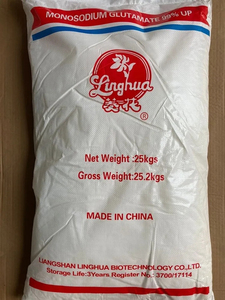 MONOSODIUM GLUTAMATE 99% UP
Linghua
®
Net Weight :25kgs
Gross Weight:25.2kgs
MADE IN CHINA
LIANGSHAN LINGHUA BIOTECHNOLOGY CO.,LTD.
Storage Life:3Years Register No.: 3700/17114